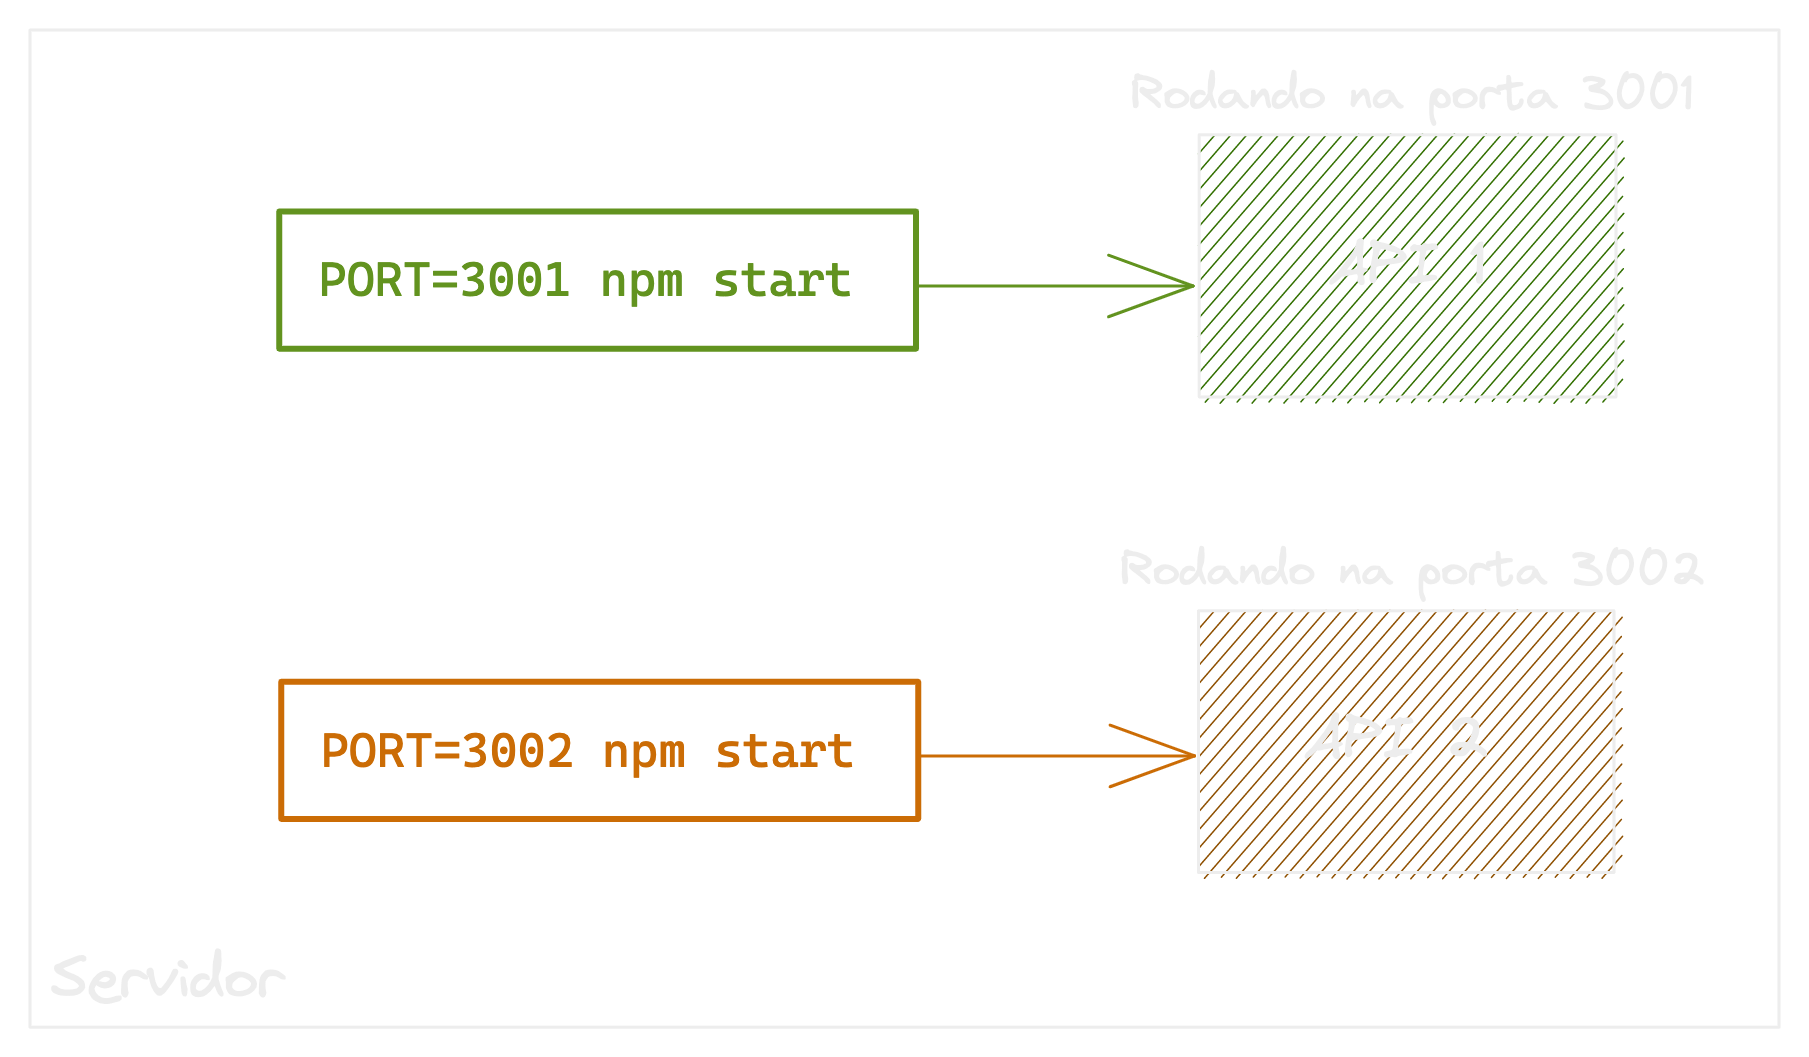 Rodando na porta 3001
PORT=3001 npm start
API 1
Rodando na porta 3002
PORT=3002 npm start
API 2
Servidor